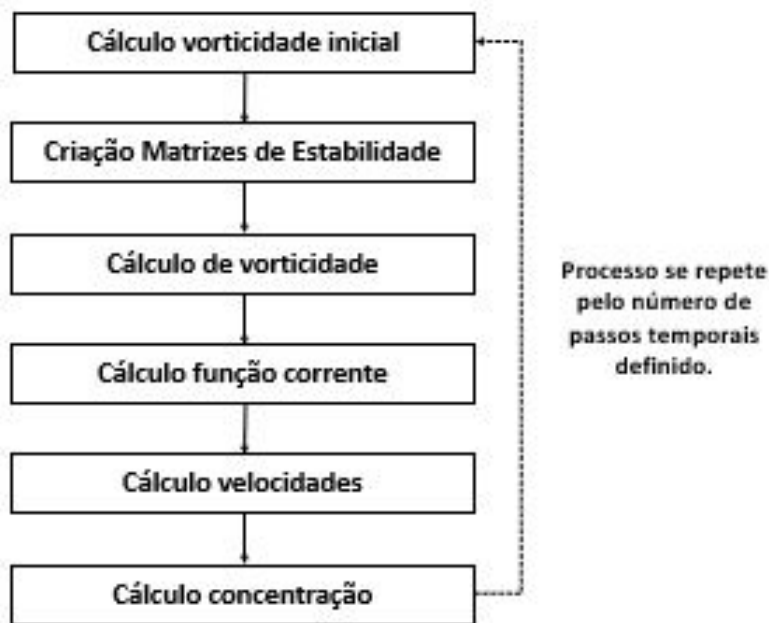 Cálculo vorticidade inicial
Criação Matrizes de Estabilidade
Cálculo de vorticidade
Cálculo função corrente
Cálculo velocidades
Cálculo concentração
Processo se repete
pelo número de
passos temporais
definido.